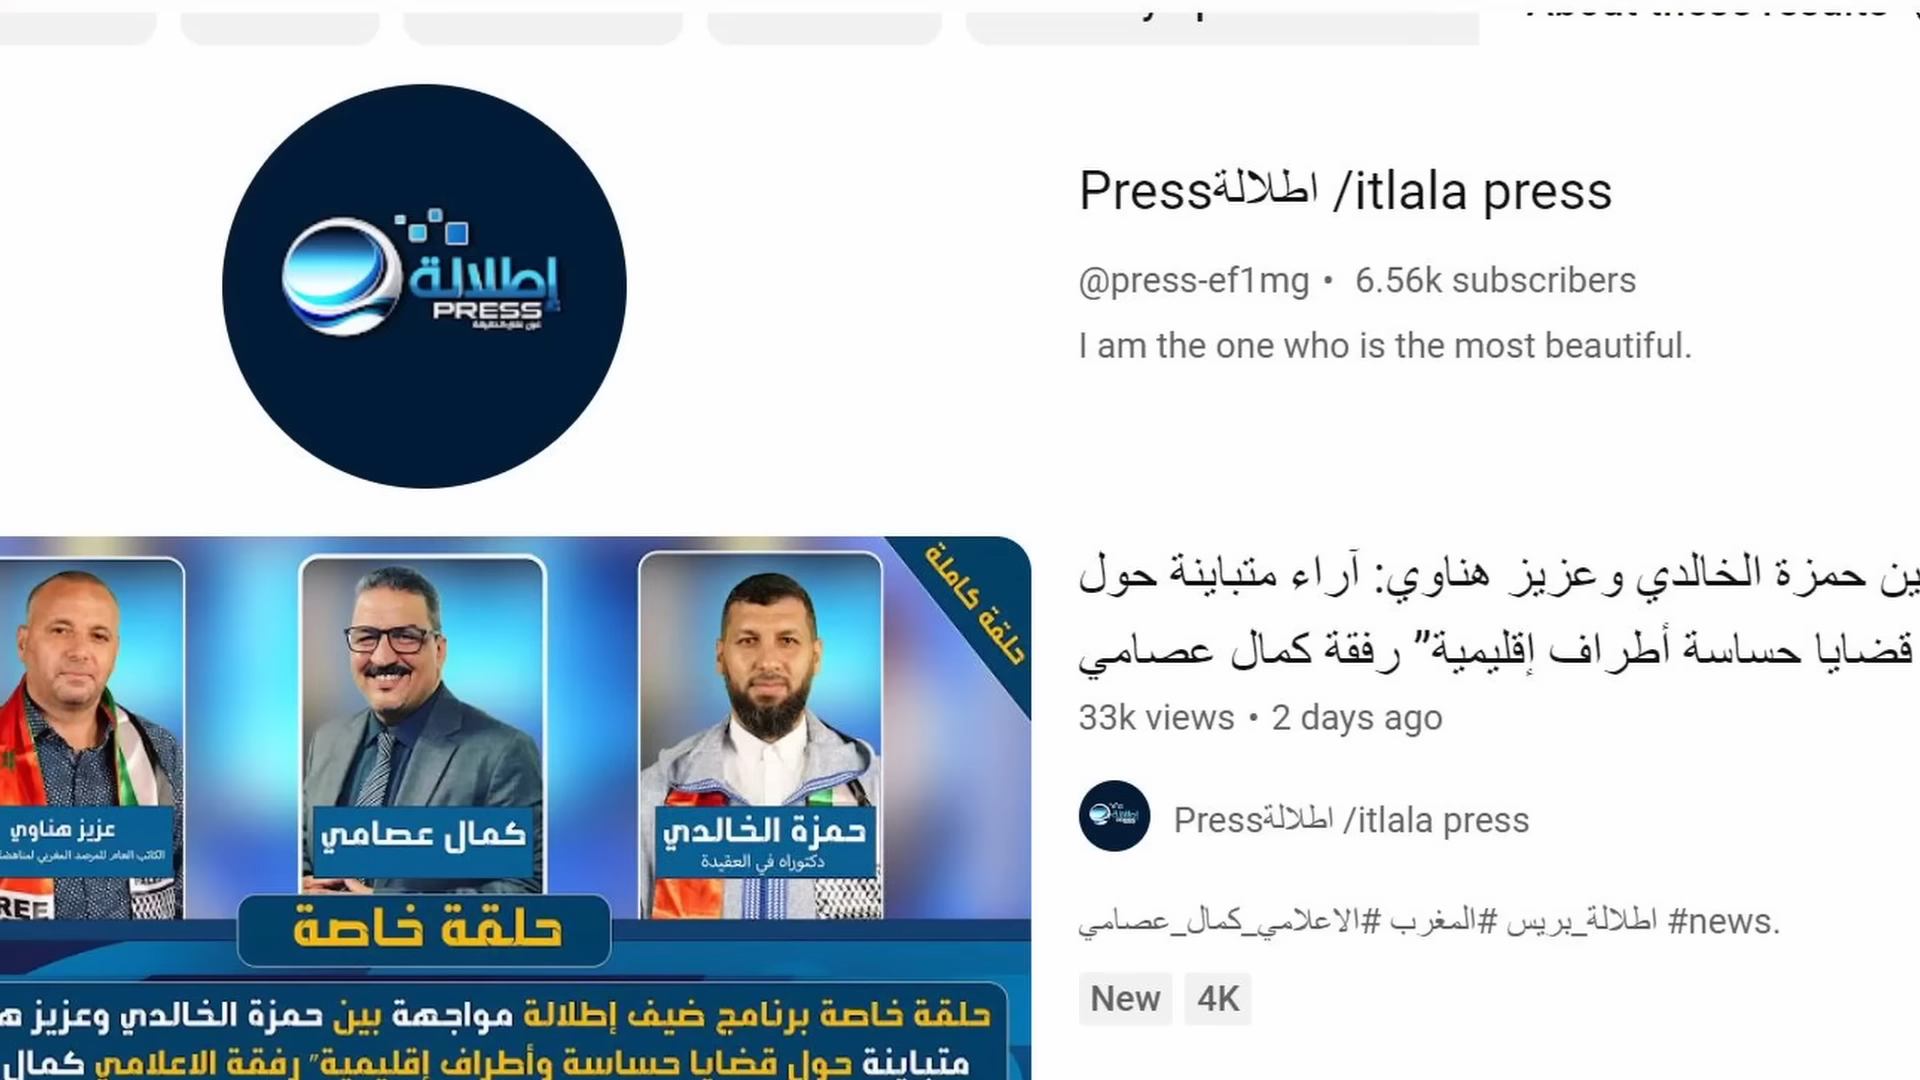 إطلالة
PRESS
Pressاطلالة /itlala press
@press-ef1mg • 6.56k subscribers
I am the one who is the most beautiful.
حلقة كاملة
عزيز هناوي
كمال عصامي
حمزة الخالدي
دكتوراه في العقيدة
REE
حلقة خاصة
حلقة خاصة برنامج ضيف إطلالة مواجهة بين حمزة الخالدي وعزيز
متباينة حول قضايا حساسة وأطراف إقليمية" رفقة الاعلامي كمال
ين حمزة الخالدي وعزيز هناوي: آراء متباينة حول
قضايا حساسة أطراف إقليمية” رفقة كمال عصامي
33k views • 2 days ago
Pressاطلالة /itlala press
اطلالة_بريس #المغرب #الاعلامي_كمال_عصامي #news.
New 4K